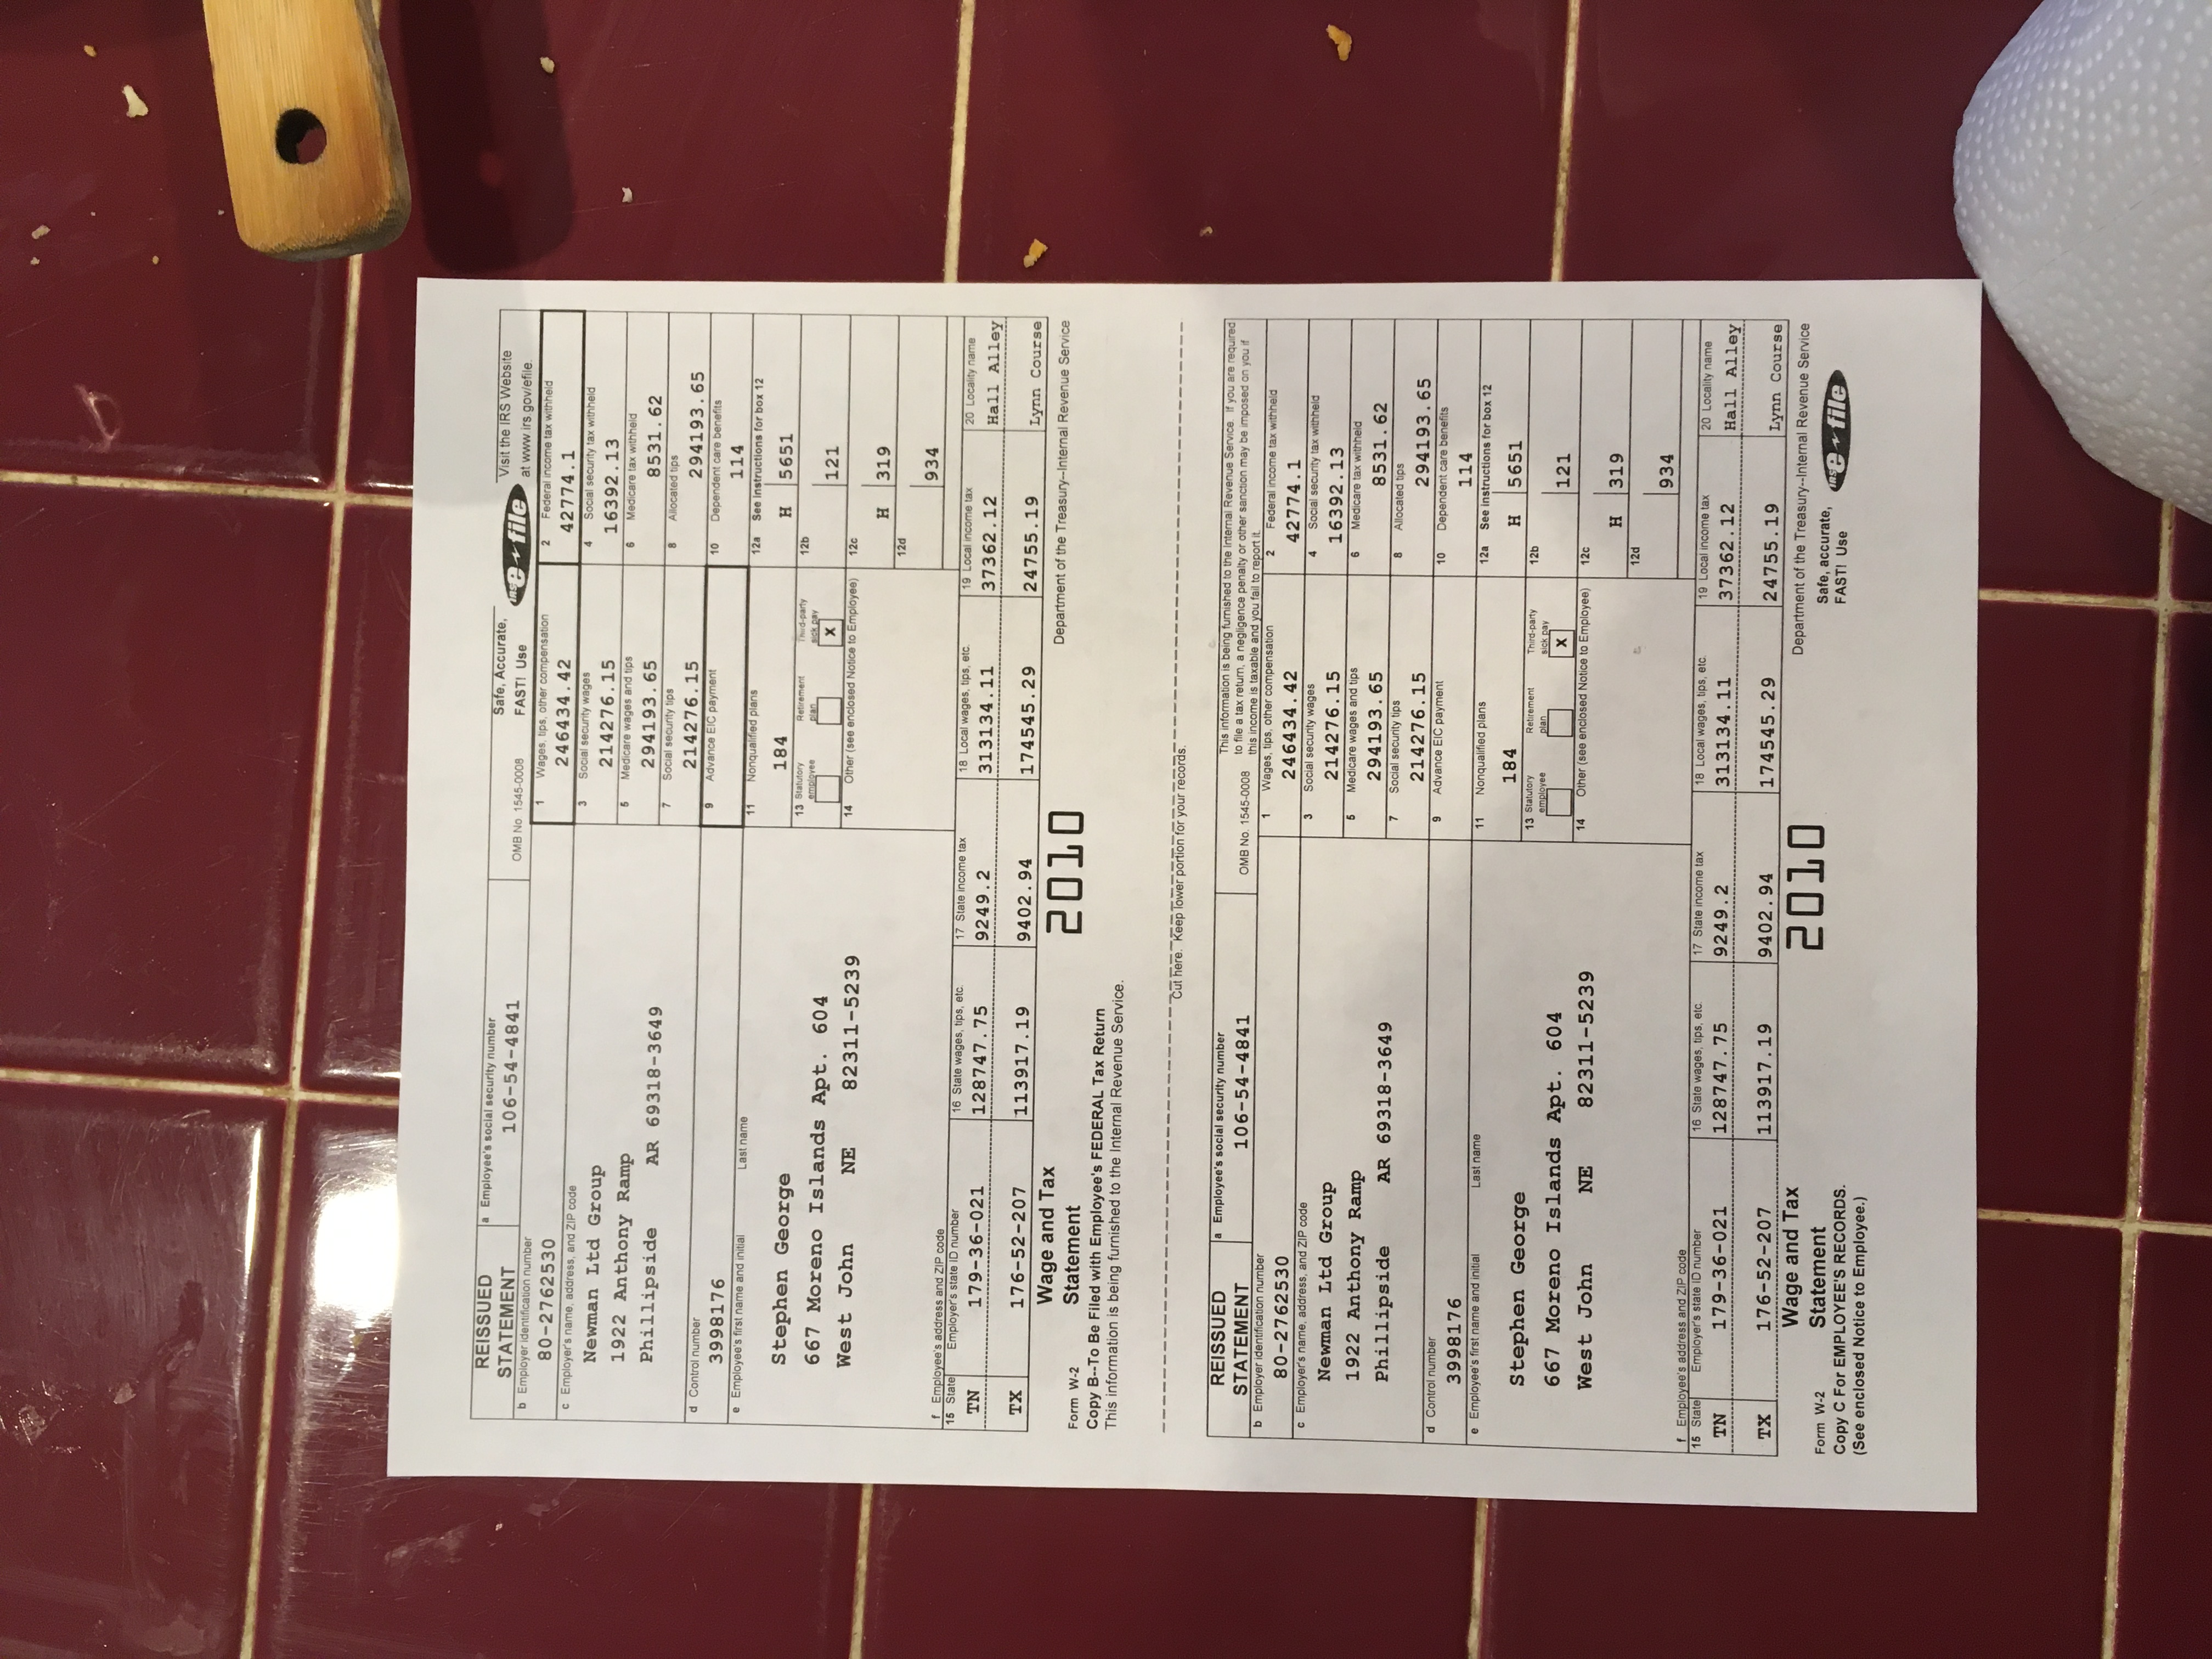 REISSUED STATEMENT
a Employee's social security number
106-54-4841
OMB No 1545-0008
Safe, Accurate, FAST! Use
IRS e-file
Visit the IRS Website at www.irs.gov/efile.
b Employer identification number
80-2762530
1 Wages, tips, other compensation
246434.42
2 Federal income tax withheld
42774.1
c Employer's name, address, and ZIP code
Newman Ltd Group
1922 Anthony Ramp
Phillipside AR 69318-3649
3 Social security wages
214276.15
4 Social security tax withheld
16392.13
5 Medicare wages and tips
294193.65
6 Medicare tax withheld
8531.62
7 Social security tips
214276.15
8 Allocated tips
294193.65
d Control number
3998176
9 Advance EIC payment
10 Dependent care benefits
114
e Employee's first name and initial Last name
Stephen George
667 Moreno Islands Apt. 604
West John NE 82311-5239
11 Nonqualified plans
184
12a See instructions for box 12
H 5651
13 Statutory employee Retirement plan Third-party sick pay
X
12b
121
14 Other (see enclosed Notice to Employee)
12c
H 319
12d
934
f Employee's address and ZIP code
15 State Employer's state ID number 16 State wages, tips, etc. 17 State income tax 18 Local wages, tips, etc. 19 Local income tax 20 Locality name
TN 179-36-021 128747.75 9249.2 313134.11 37362.12 Hall Alley
TX 176-52-207 113917.19 9402.94 174545.29 24755.19 Lynn Course
Form W-2 Wage and Tax Statement
2010
Department of the Treasury--Internal Revenue Service
Copy B--To Be Filed with Employee's FEDERAL Tax Return
This information is being furnished to the Internal Revenue Service.
Cut here. Keep lower portion for your records.
REISSUED STATEMENT
a Employee's social security number
106-54-4841
OMB No. 1545-0008
This information is being furnished to the Internal Revenue Service. If you are required
to file a tax return, a negligence penalty or other sanction may be imposed on you if
this income is taxable and you fail to report it.
b Employer identification number
80-2762530
1 Wages, tips, other compensation
246434.42
2 Federal income tax withheld
42774.1
c Employer's name, address, and ZIP code
Newman Ltd Group
1922 Anthony Ramp
Phillipside AR 69318-3649
3 Social security wages
214276.15
4 Social security tax withheld
16392.13
5 Medicare wages and tips
294193.65
6 Medicare tax withheld
8531.62
7 Social security tips
214276.15
8 Allocated tips
294193.65
d Control number
3998176
9 Advance EIC payment
10 Dependent care benefits
114
e Employee's first name and initial Last name
Stephen George
667 Moreno Islands Apt. 604
West John NE 82311-5239
11 Nonqualified plans
184
12a See instructions for box 12
H 5651
13 Statutory employee Retirement plan Third-party sick pay
X
12b
121
14 Other (see enclosed Notice to Employee)
12c
H 319
12d
934
f Employee's address and ZIP code
15 State Employer's state ID number 16 State wages, tips, etc. 17 State income tax 18 Local wages, tips, etc. 19 Local income tax 20 Locality name
TN 179-36-021 128747.75 9249.2 313134.11 37362.12 Hall Alley
TX 176-52-207 113917.19 9402.94 174545.29 24755.19 Lynn Course
Form W-2 Wage and Tax Statement
2010
Department of the Treasury--Internal Revenue Service
Copy C For EMPLOYEE'S RECORDS.
(See enclosed Notice to Employee.)
Safe, accurate, FAST! Use
IRS e-file